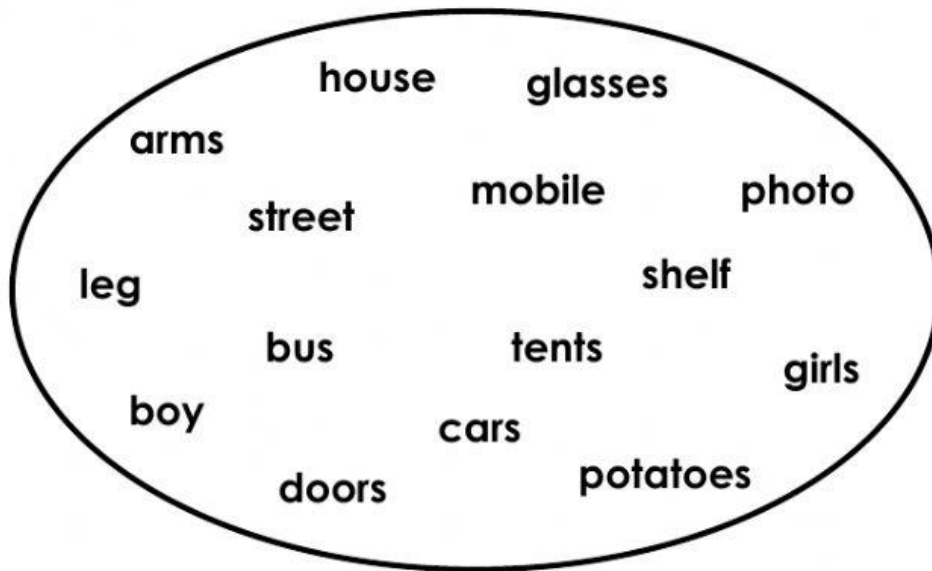 house
glasses
arms
mobile
photo
street
shelf
leg
bus
tents
girls
boy
cars
potatoes
doors